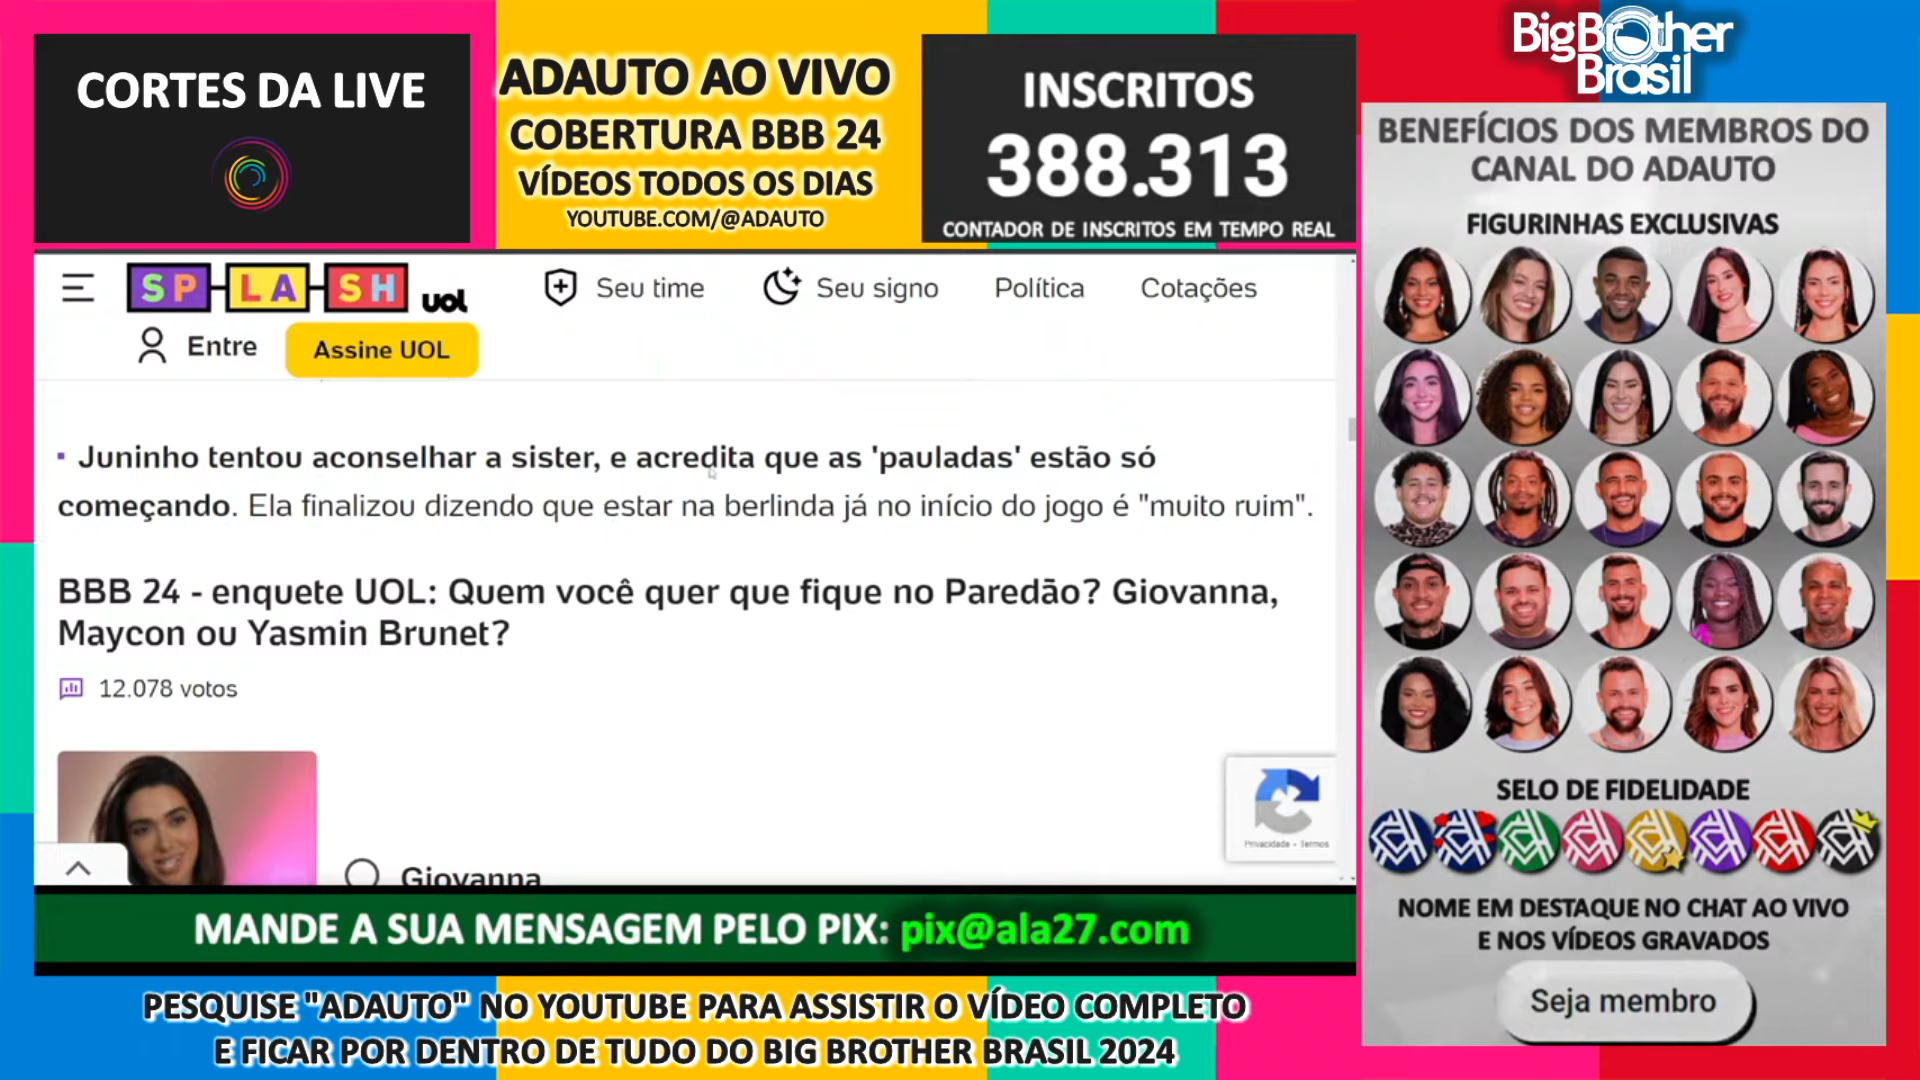 CORTES DA LIVE
ADAUTO AO VIVO
COBERTURA BBB 24
VÍDEOS TODOS OS DIAS
YOUTUBE.COM/@ADAUTO
INSCRITOS
388.313
CONTADOR DE INSCRITOS EM TEMPO REAL
BigBrother
Brasil
SPLASH uol
Seu time
Seu signo
Política
Cotações
Entre
Assine UOL
Juninho tentou aconselhar a sister, e acredita que as 'pauladas' estão só
começando. Ela finalizou dizendo que estar na berlinda já no início do jogo é "muito ruim".
BBB 24 - enquete UOL: Quem você quer que fique no Paredão? Giovanna,
Maycon ou Yasmin Brunet?
12.078 votos
Giovanna
Privacidade - Termos
MANDE A SUA MENSAGEM PELO PIX: pix@ala27.com
PESQUISE "ADAUTO" NO YOUTUBE PARA ASSISTIR O VÍDEO COMPLETO
E FICAR POR DENTRO DE TUDO DO BIG BROTHER BRASIL 2024
BENEFÍCIOS DOS MEMBROS DO
CANAL DO ADAUTO
FIGURINHAS EXCLUSIVAS
SELO DE FIDELIDADE
NOME EM DESTAQUE NO CHAT AO VIVO
E NOS VÍDEOS GRAVADOS
Seja membro